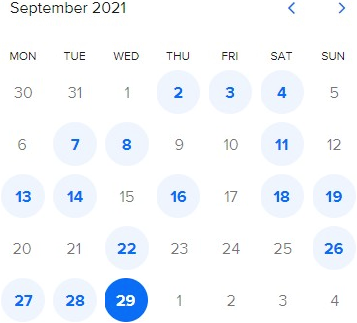 September 2021
MON TUE WED THU FRI SAT SUN
30 31 1 2 3 4 5
6 7 8 9 10 11 12
13 14 15 16 17 18 19
20 21 22 23 24 25 26
27 28 29 1 2 3 4